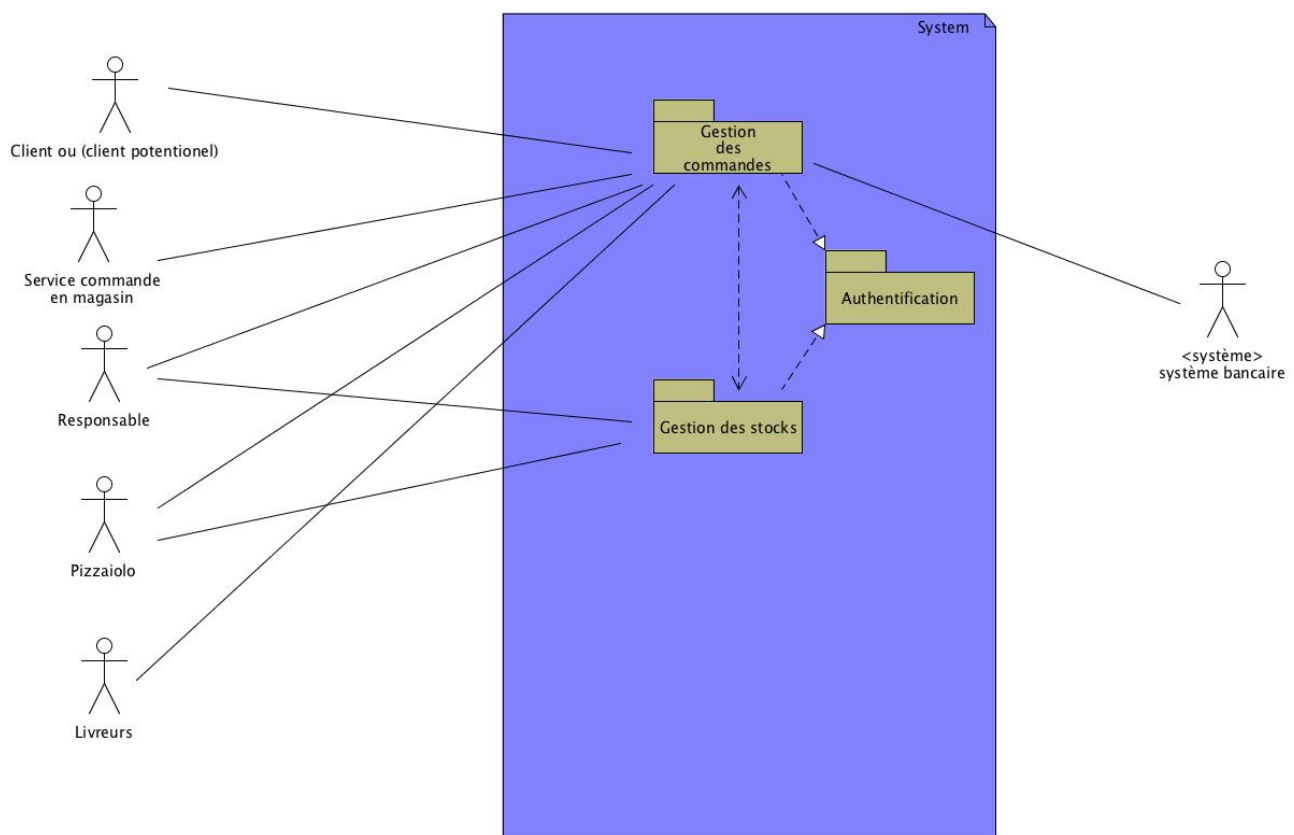 System
Client ou (client potentionel)
Gestion
des
commandes
Service commande
en magasin
Authentification
<système>
système bancaire
Responsable
Gestion des stocks
Pizzaiolo
Livreurs